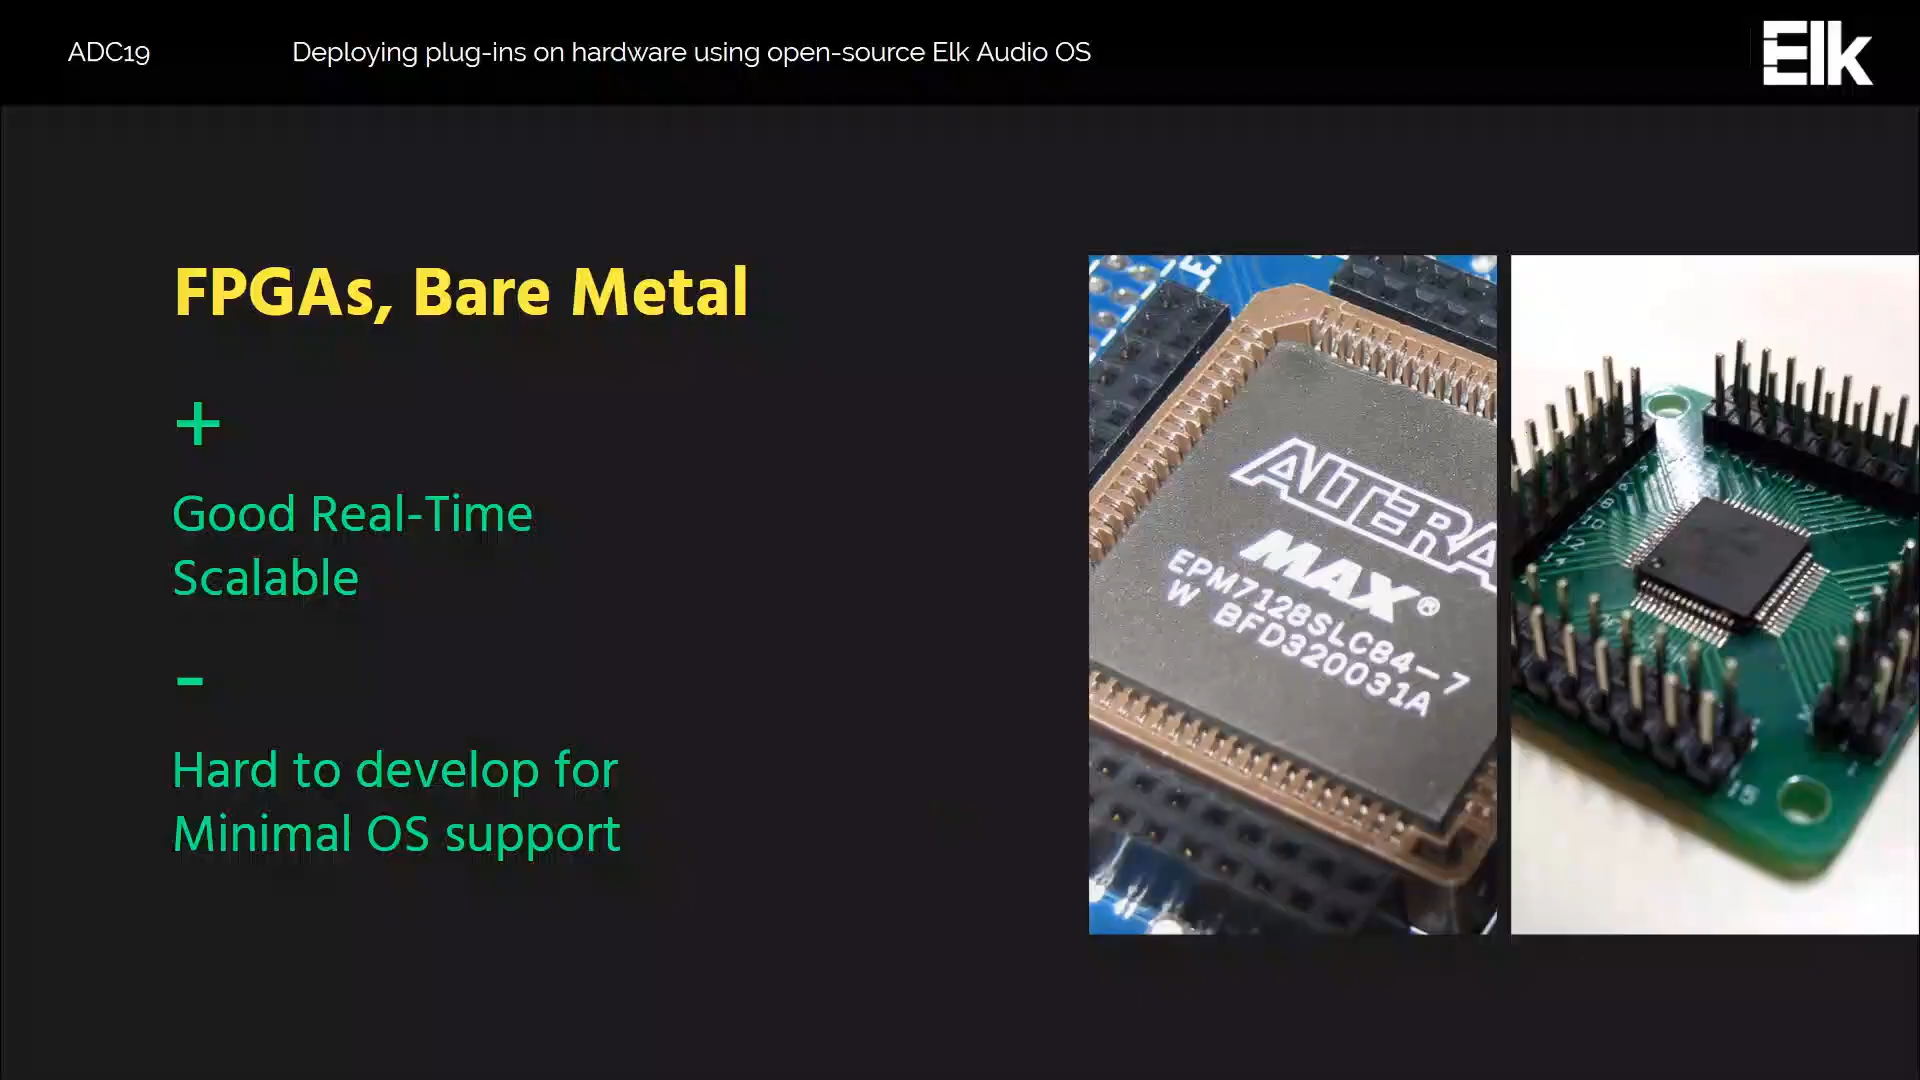 ADC19
Deploying plug-ins on hardware using open-source Elk Audio OS
Elk
FPGAs, Bare Metal
+
Good Real-Time
Scalable
-
Hard to develop for
Minimal OS support
ALTERA
MAX®
EPM7128SLC84-7
W BFD320031A
15